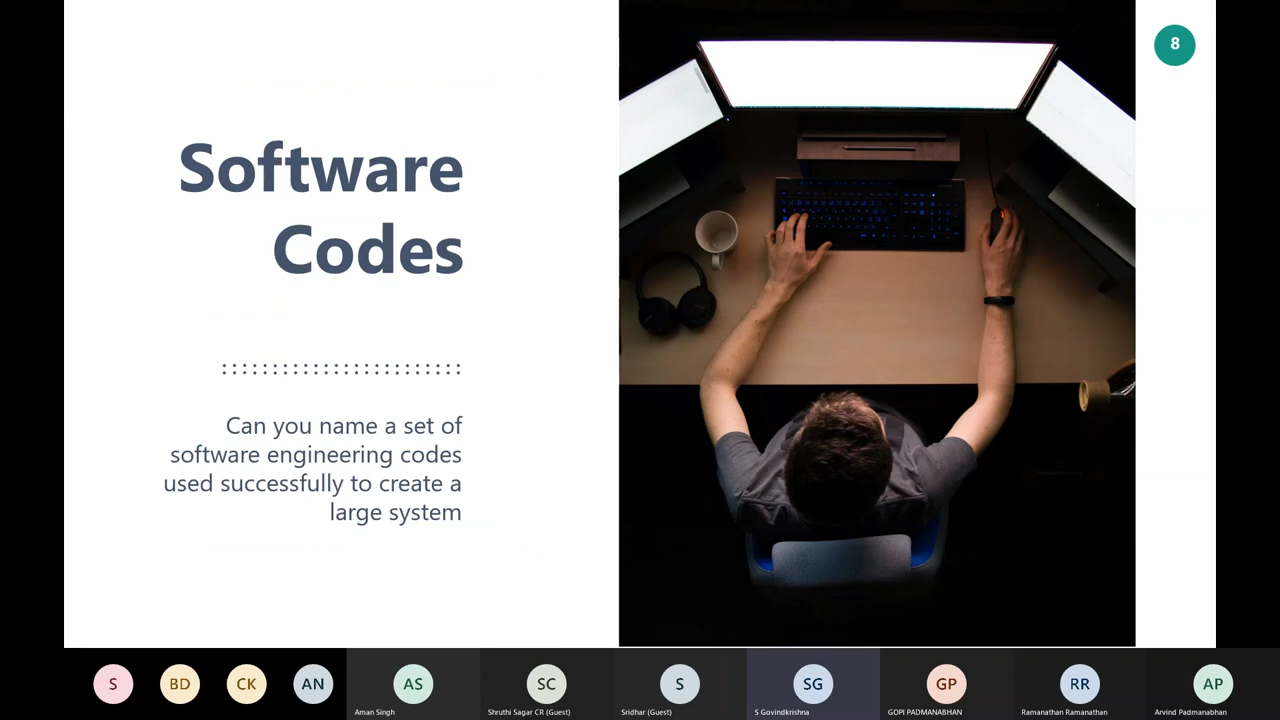 8
Software
Codes
Can you name a set of
software engineering codes
used successfully to create a
large system
S
BD
CK
AN
AS
SC
S
SG
GP
RR
AP
Aman Singh
Shruthi Sagar CR (Guest)
Sridhar (Guest)
S Govindkrishna
GOPI PADMANABHAN
Ramanathan Ramanathan
Arvind Padmanabhan